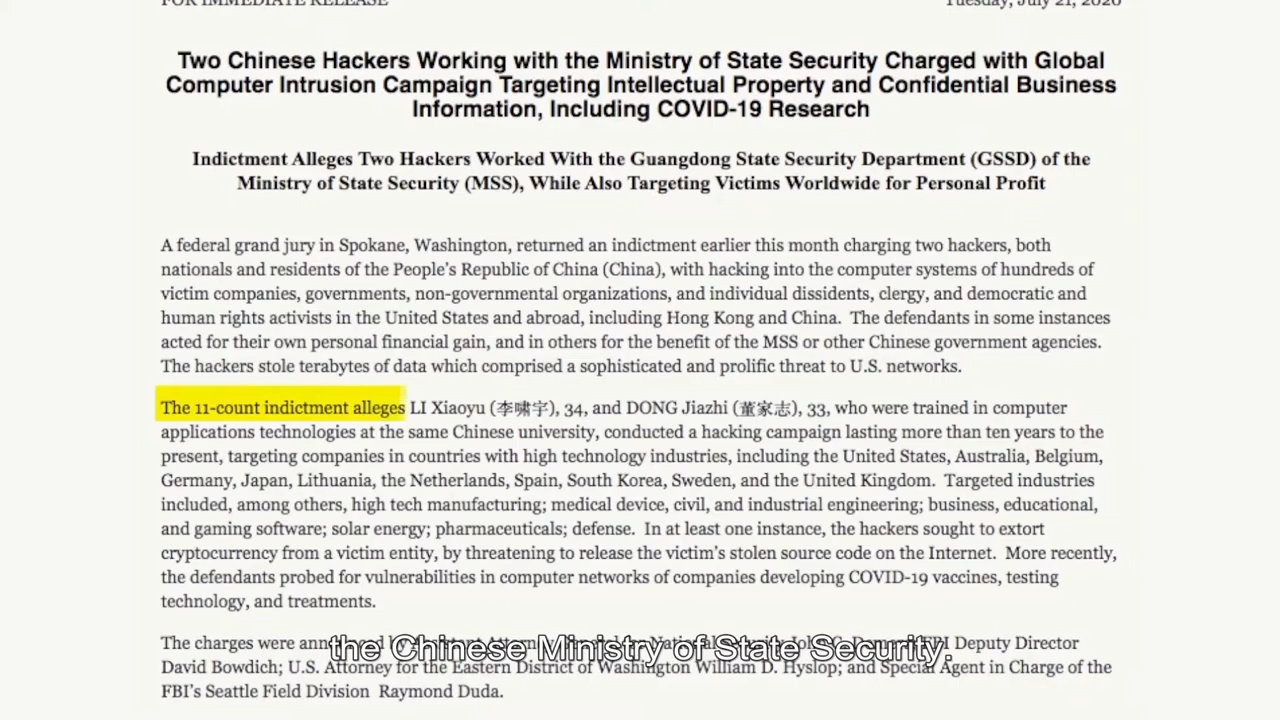 FOR IMMEDIATE RELEASE Tuesday, July 21, 2020
Two Chinese Hackers Working with the Ministry of State Security Charged with Global
Computer Intrusion Campaign Targeting Intellectual Property and Confidential Business
Information, Including COVID-19 Research
Indictment Alleges Two Hackers Worked With the Guangdong State Security Department (GSSD) of the
Ministry of State Security (MSS), While Also Targeting Victims Worldwide for Personal Profit
A federal grand jury in Spokane, Washington, returned an indictment earlier this month charging two hackers, both
nationals and residents of the People’s Republic of China (China), with hacking into the computer systems of hundreds of
victim companies, governments, non-governmental organizations, and individual dissidents, clergy, and democratic and
human rights activists in the United States and abroad, including Hong Kong and China.  The defendants in some instances
acted for their own personal financial gain, and in others for the benefit of the MSS or other Chinese government agencies.
The hackers stole terabytes of data which comprised a sophisticated and prolific threat to U.S. networks.
The 11-count indictment alleges LI Xiaoyu (李啸宇), 34, and DONG Jiazhi (董家志), 33, who were trained in computer
applications technologies at the same Chinese university, conducted a hacking campaign lasting more than ten years to the
present, targeting companies in countries with high technology industries, including the United States, Australia, Belgium,
Germany, Japan, Lithuania, the Netherlands, Spain, South Korea, Sweden, and the United Kingdom.  Targeted industries
included, among others, high tech manufacturing; medical device, civil, and industrial engineering; business, educational,
and gaming software; solar energy; pharmaceuticals; defense.  In at least one instance, the hackers sought to extort
cryptocurrency from a victim entity, by threatening to release the victim’s stolen source code on the Internet.  More recently,
the defendants probed for vulnerabilities in computer networks of companies developing COVID-19 vaccines, testing
technology, and treatments.
The charges were Deputy Director
the Chinese Ministry of State Security.
David Bowdich; U.S. Attorney for the Eastern District of Washington William D. Hyslop; and Special Agent in Charge of the
FBI’s Seattle Field Division  Raymond Duda.